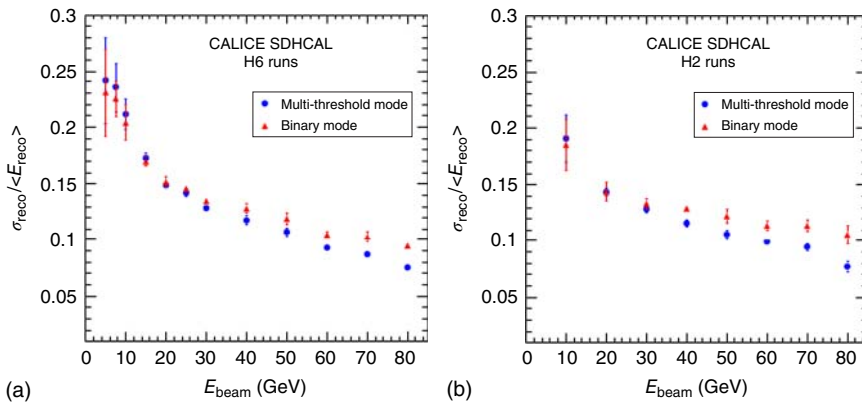 0.3
0.25
0.2
0.15
0.1
0.05
σreco/<Ereco>
CALICE SDHCAL
H6 runs
Multi-threshold mode
Binary mode
0 10 20 30 40 50 60 70 80
Ebeam (GeV)
(a)
0.3
0.25
0.2
0.15
0.1
0.05
σreco/<Ereco>
CALICE SDHCAL
H2 runs
Multi-threshold mode
Binary mode
0 10 20 30 40 50 60 70 80
Ebeam (GeV)
(b)